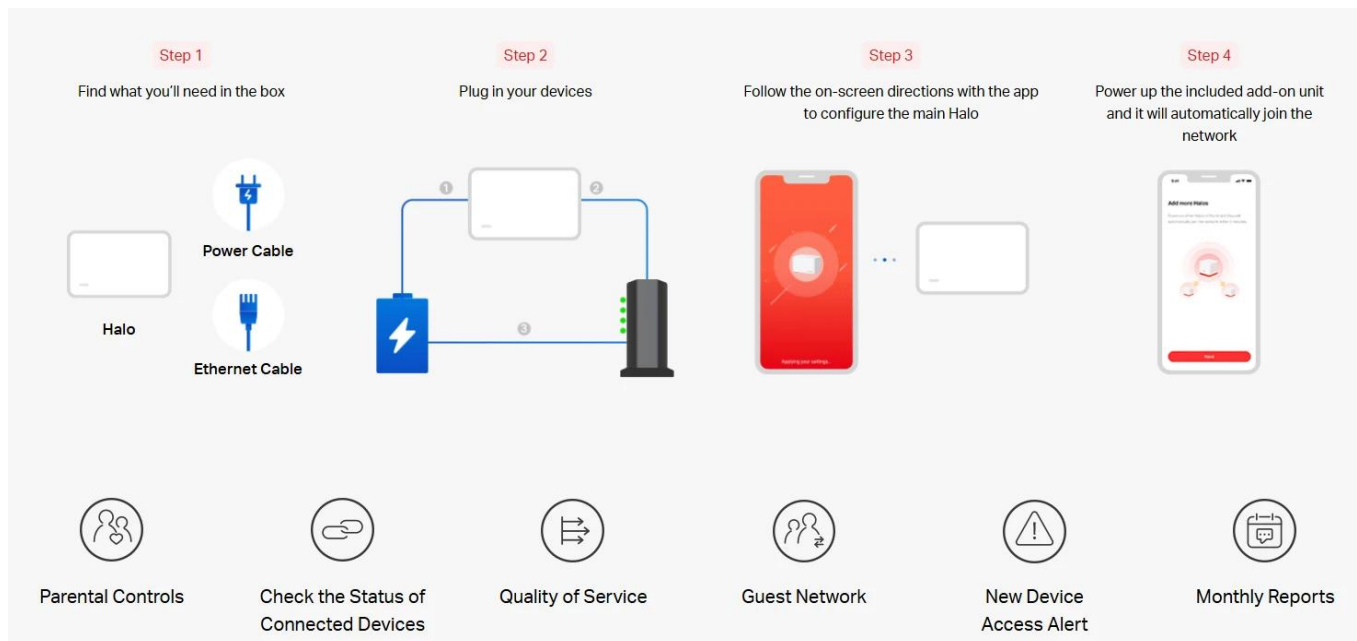 Step 1
Find what you'll need in the box
Power Cable
Halo
Ethernet Cable
Step 2
Plug in your devices
1
2
3
Step 3
Follow the on-screen directions with the app
to configure the main Halo
Applying your settings...
Step 4
Power up the included add-on unit
and it will automatically join the
network
Add more Halos
Parental Controls
Check the Status of
Connected Devices
Quality of Service
Guest Network
New Device
Access Alert
Monthly Reports